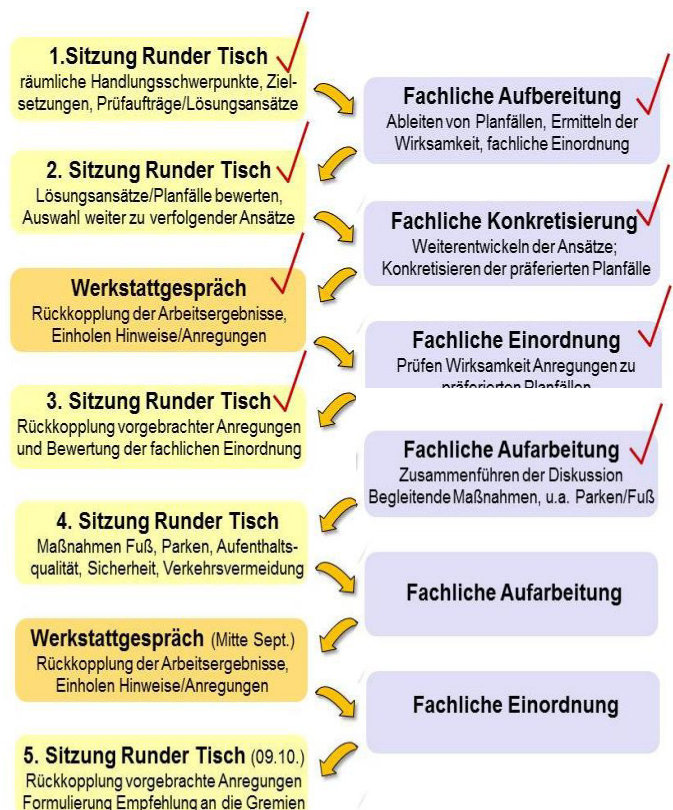 1.Sitzung Runder Tisch
räumliche Handlungsschwerpunkte, Ziel-
setzungen, Prüfaufträge/Lösungsansätze
Fachliche Aufbereitung
Ableiten von Planfällen, Ermitteln der
Wirksamkeit, fachliche Einordnung
2. Sitzung Runder Tisch
Lösungsansätze/Planfälle bewerten,
Auswahl weiter zu verfolgender Ansätze
Fachliche Konkretisierung
Weiterentwickeln der Ansätze;
Konkretisieren der präferierten Planfälle
Werkstattgespräch
Rückkopplung der Arbeitsergebnisse,
Einholen Hinweise/Anregungen
Fachliche Einordnung
Prüfen Wirksamkeit Anregungen zu
präferierten Planfällen
3. Sitzung Runder Tisch
Rückkopplung vorgebrachter Anregungen
und Bewertung der fachlichen Einordnung
Fachliche Aufarbeitung
Zusammenführen der Diskussion
Begleitende Maßnahmen, u.a. Parken/Fuß
4. Sitzung Runder Tisch
Maßnahmen Fuß, Parken, Aufenthalts-
qualität, Sicherheit, Verkehrsvermeidung
Fachliche Aufarbeitung
Werkstattgespräch (Mitte Sept.)
Rückkopplung der Arbeitsergebnisse,
Einholen Hinweise/Anregungen
Fachliche Einordnung
5. Sitzung Runder Tisch (09.10.)
Rückkopplung vorgebrachte Anregungen
Formulierung Empfehlung an die Gremien